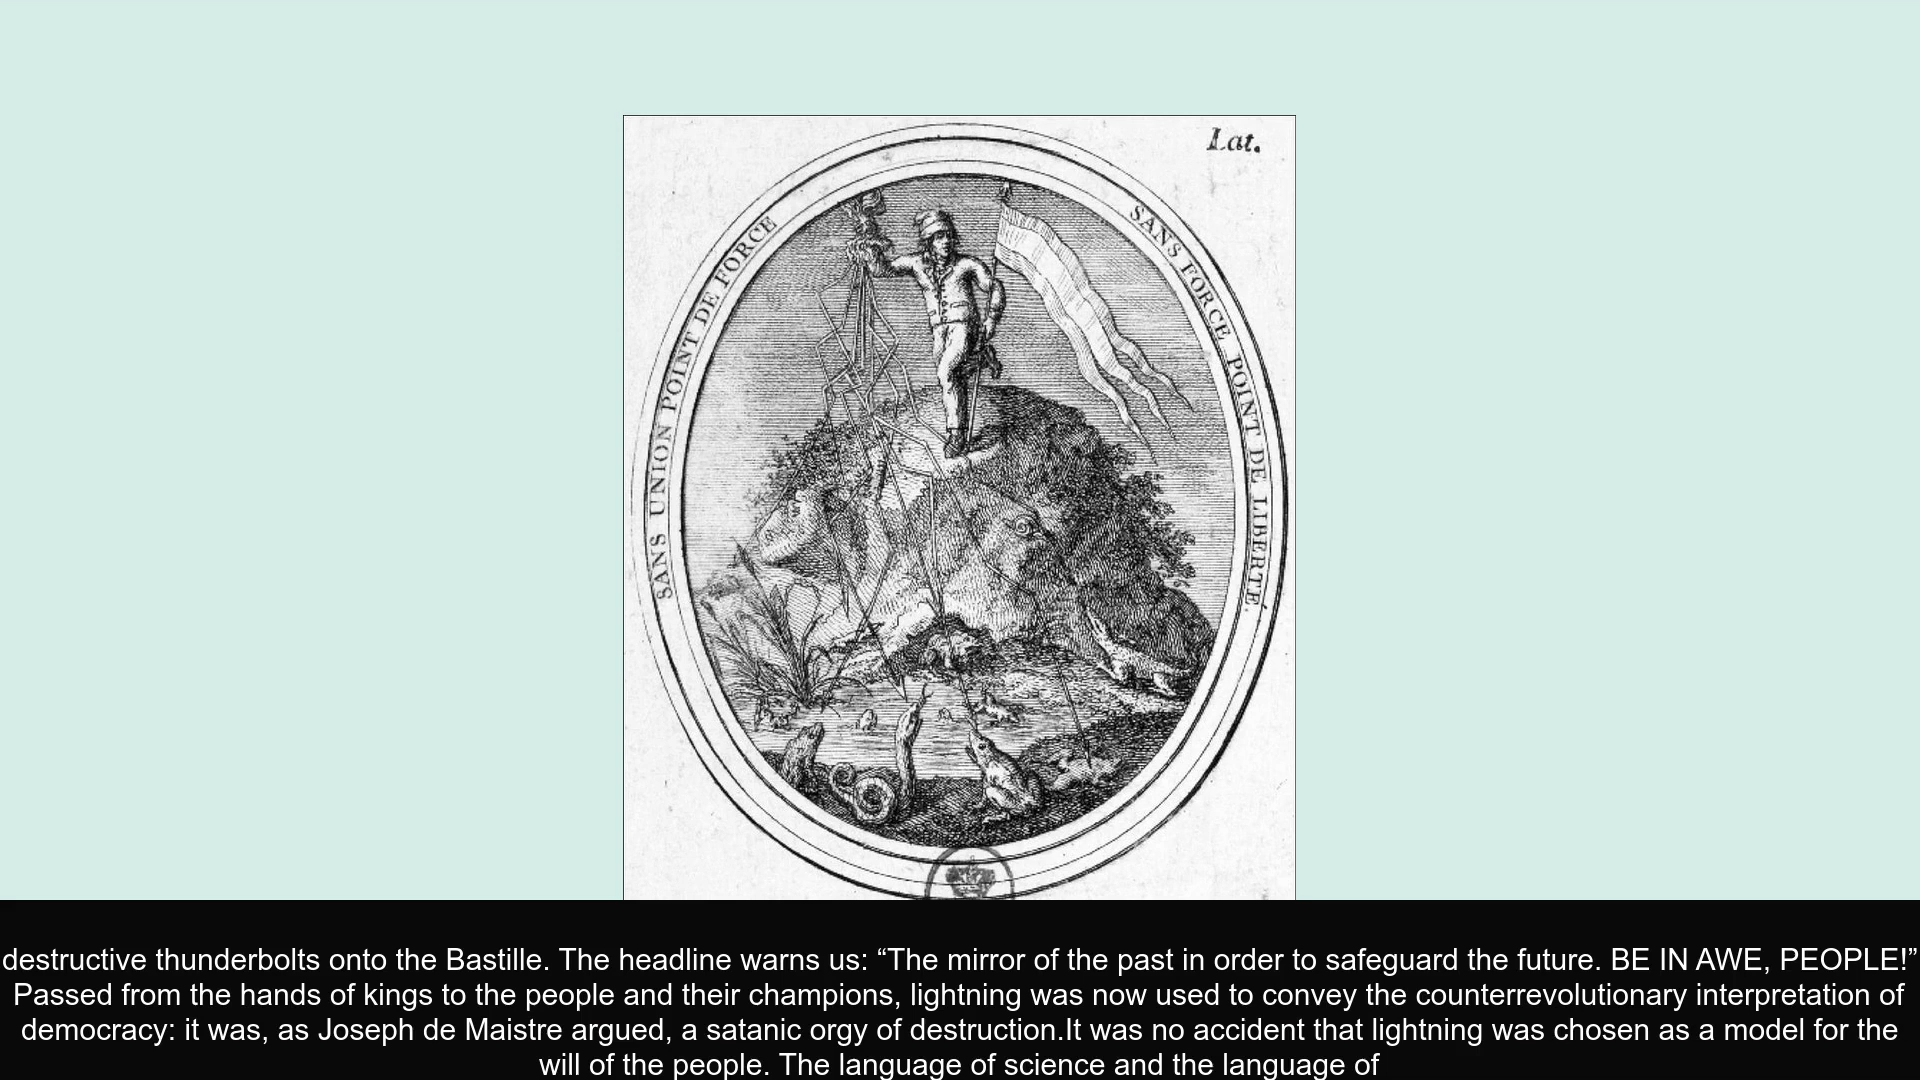 Lat.
SANS UNION POINT DE FORCE
SANS FORCE POINT DE LIBERTÉ.
destructive thunderbolts onto the Bastille. The headline warns us: “The mirror of the past in order to safeguard the future. BE IN AWE, PEOPLE!”
Passed from the hands of kings to the people and their champions, lightning was now used to convey the counterrevolutionary interpretation of
democracy: it was, as Joseph de Maistre argued, a satanic orgy of destruction.It was no accident that lightning was chosen as a model for the
will of the people. The language of science and the language of